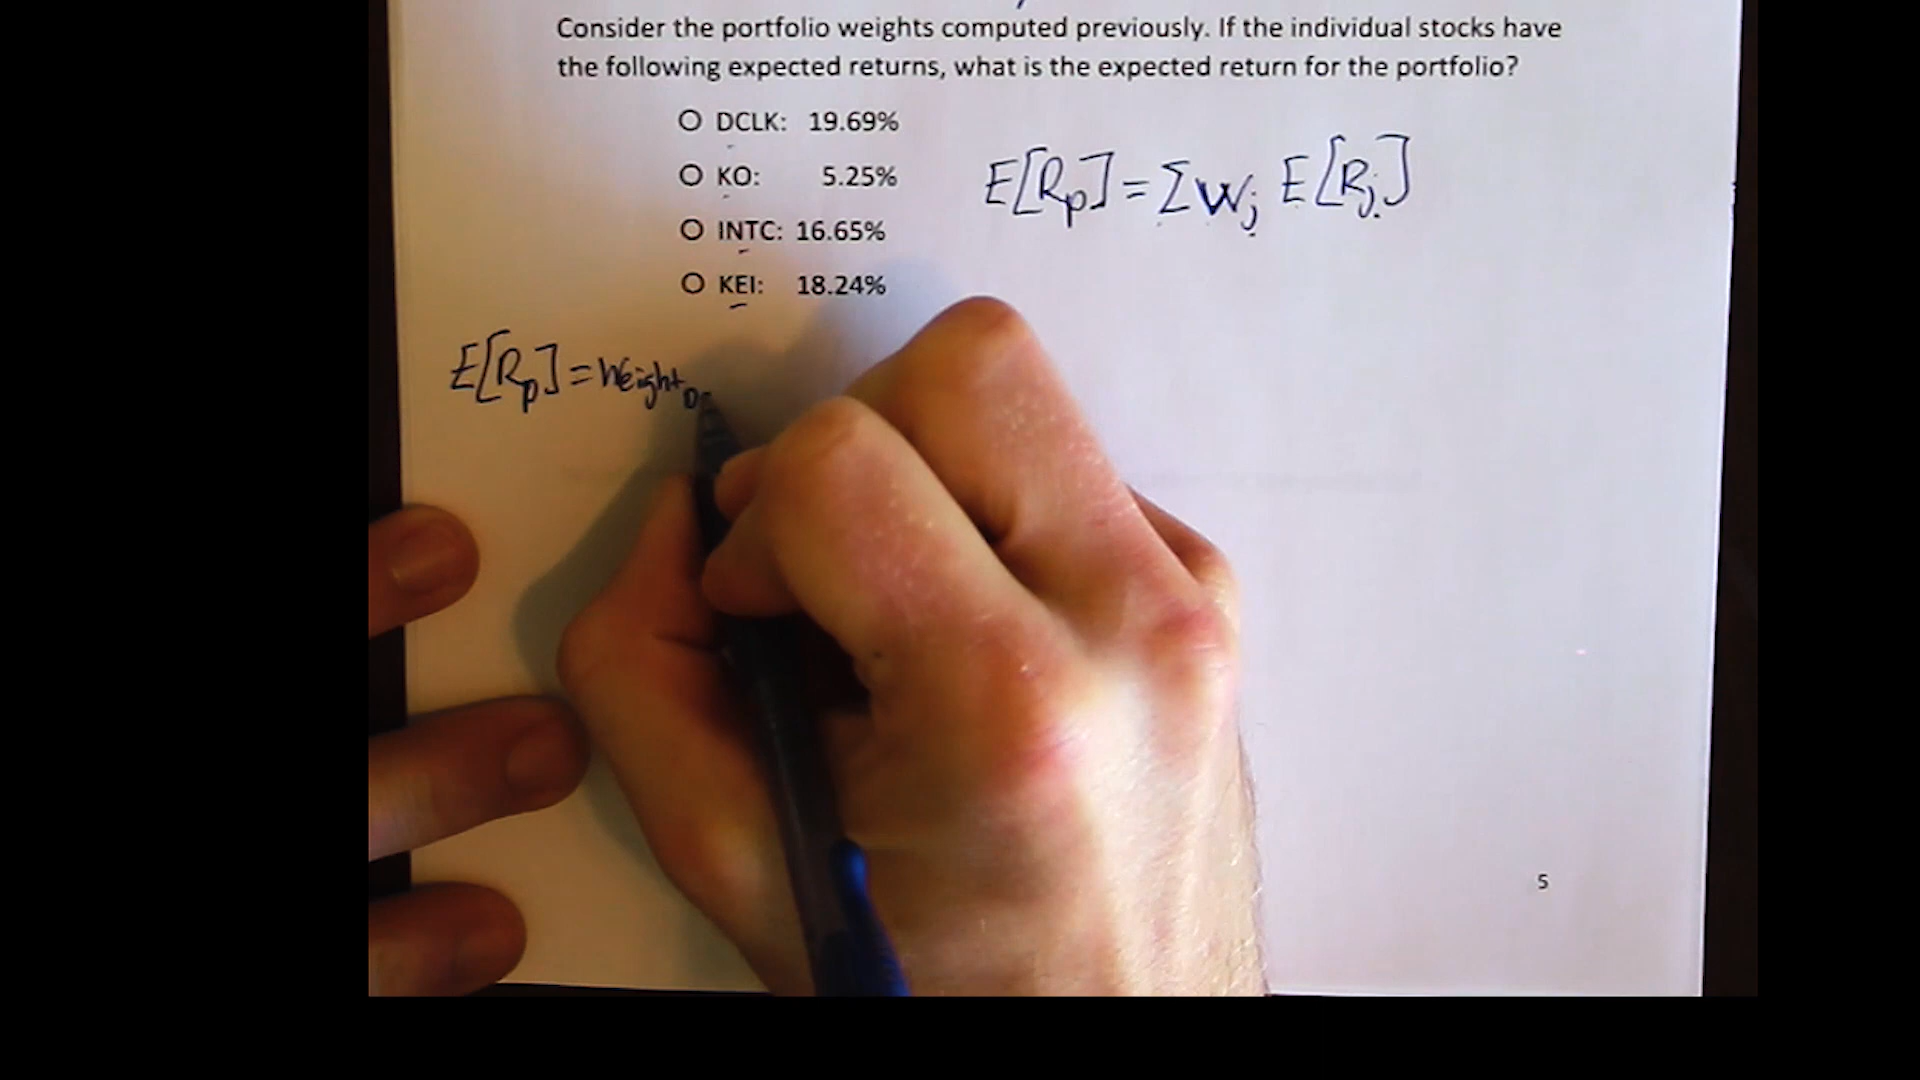 Consider the portfolio weights computed previously. If the individual stocks have
the following expected returns, what is the expected return for the portfolio?
DCLK: 19.69%
KO: 5.25%
INTC: 16.65%
KEI: 18.24%
E[Rp] = Σ Wj E[Rj]
E[Rp] = Weight D
5